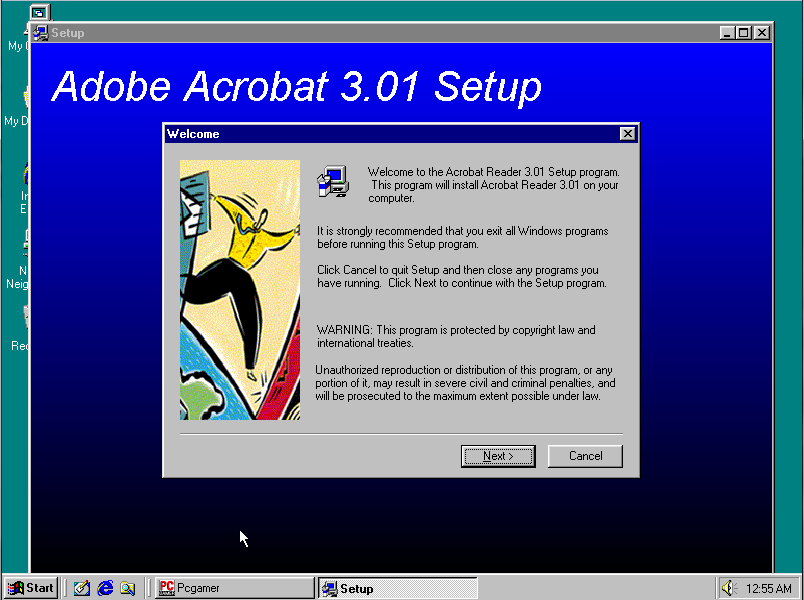 Setup
My
Adobe Acrobat 3.01 Setup
My D
In
E
N
Neig
Rec
Welcome
Welcome to the Acrobat Reader 3.01 Setup program.
This program will install Acrobat Reader 3.01 on your
computer.
It is strongly recommended that you exit all Windows programs
before running this Setup program.
Click Cancel to quit Setup and then close any programs you
have running.  Click Next to continue with the Setup program.
WARNING: This program is protected by copyright law and
international treaties.
Unauthorized reproduction or distribution of this program, or any
portion of it, may result in severe civil and criminal penalties, and
will be prosecuted to the maximum extent possible under law.
Next > Cancel
Start PC Pcgamer Setup 12:55 AM